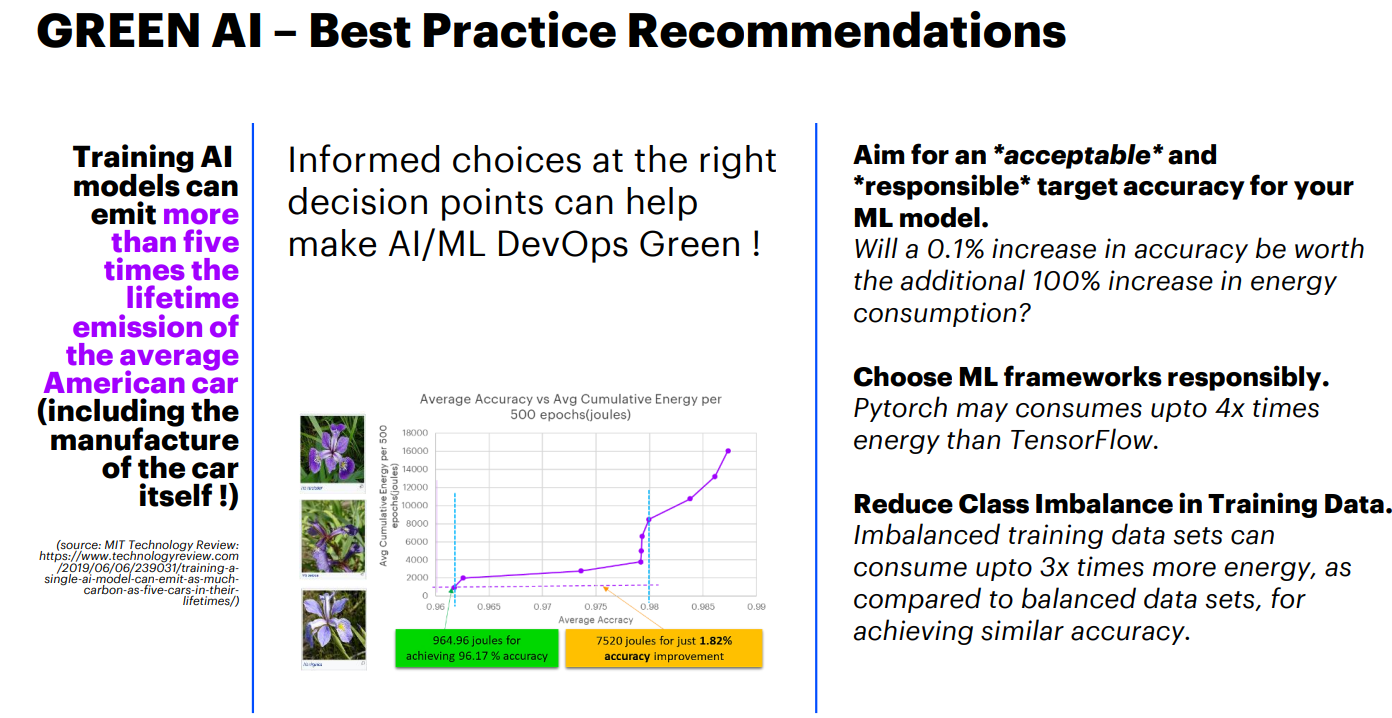 GREEN AI – Best Practice Recommendations
Training AI
models can
emit more
than five
times the
lifetime
emission of
the average
American car
(including the
manufacture
of the car
itself !)
(source: MIT Technology Review:
https://www.technologyreview.com
/2019/06/06/239031/training-a-
single-ai-model-can-emit-as-much-
carbon-as-five-cars-in-their-
lifetimes/)
Informed choices at the right
decision points can help
make AI/ML DevOps Green !
Average Accuracy vs Avg Cumulative Energy per
500 epochs(joules)
Avg Cumulative Energy per 500
epochs(joules)
18000
16000
14000
12000
10000
8000
6000
4000
2000
0
0.96 0.965 0.97 0.975 0.98 0.985 0.99
Average Accracy
964.96 joules for
achieving 96.17 % accuracy
7520 joules for just 1.82%
accuracy improvement
Aim for an *acceptable* and
*responsible* target accuracy for your
ML model.
Will a 0.1% increase in accuracy be worth
the additional 100% increase in energy
consumption?
Choose ML frameworks responsibly.
Pytorch may consumes upto 4x times
energy than TensorFlow.
Reduce Class Imbalance in Training Data.
Imbalanced training data sets can
consume upto 3x times more energy, as
compared to balanced data sets, for
achieving similar accuracy.